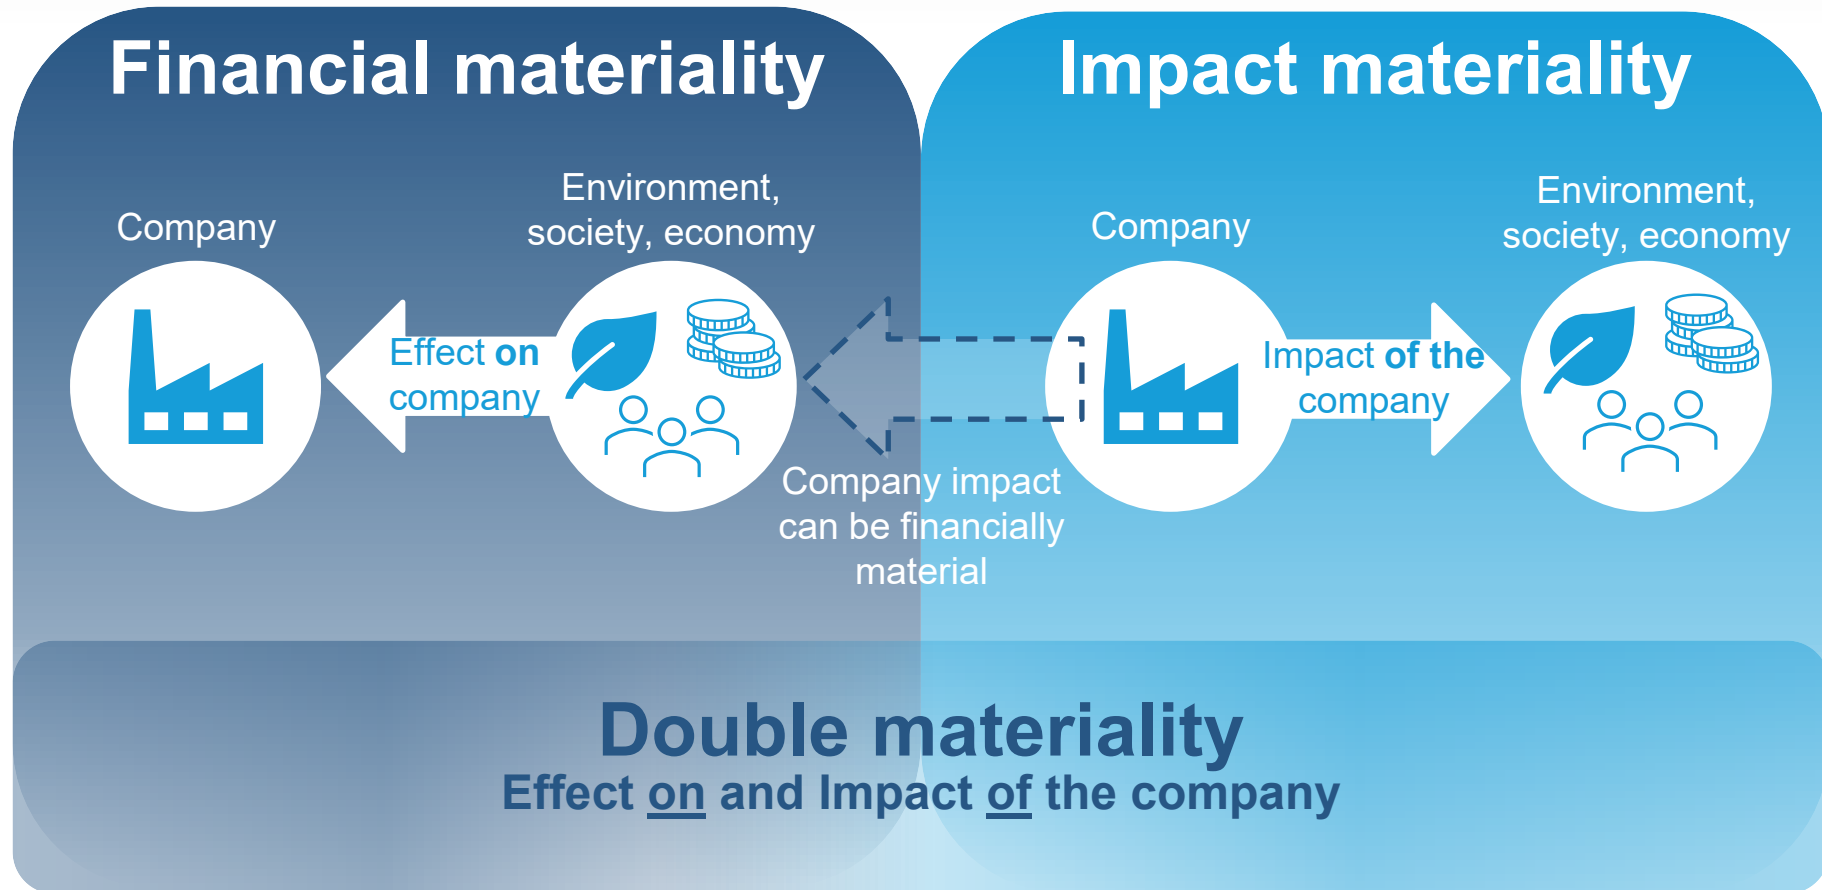 Financial materiality
Company
Environment,
society, economy
Effect on
company
Company impact
can be financially
material
Impact materiality
Company
Environment,
society, economy
Impact of the
company
Double materiality
Effect on and Impact of the company